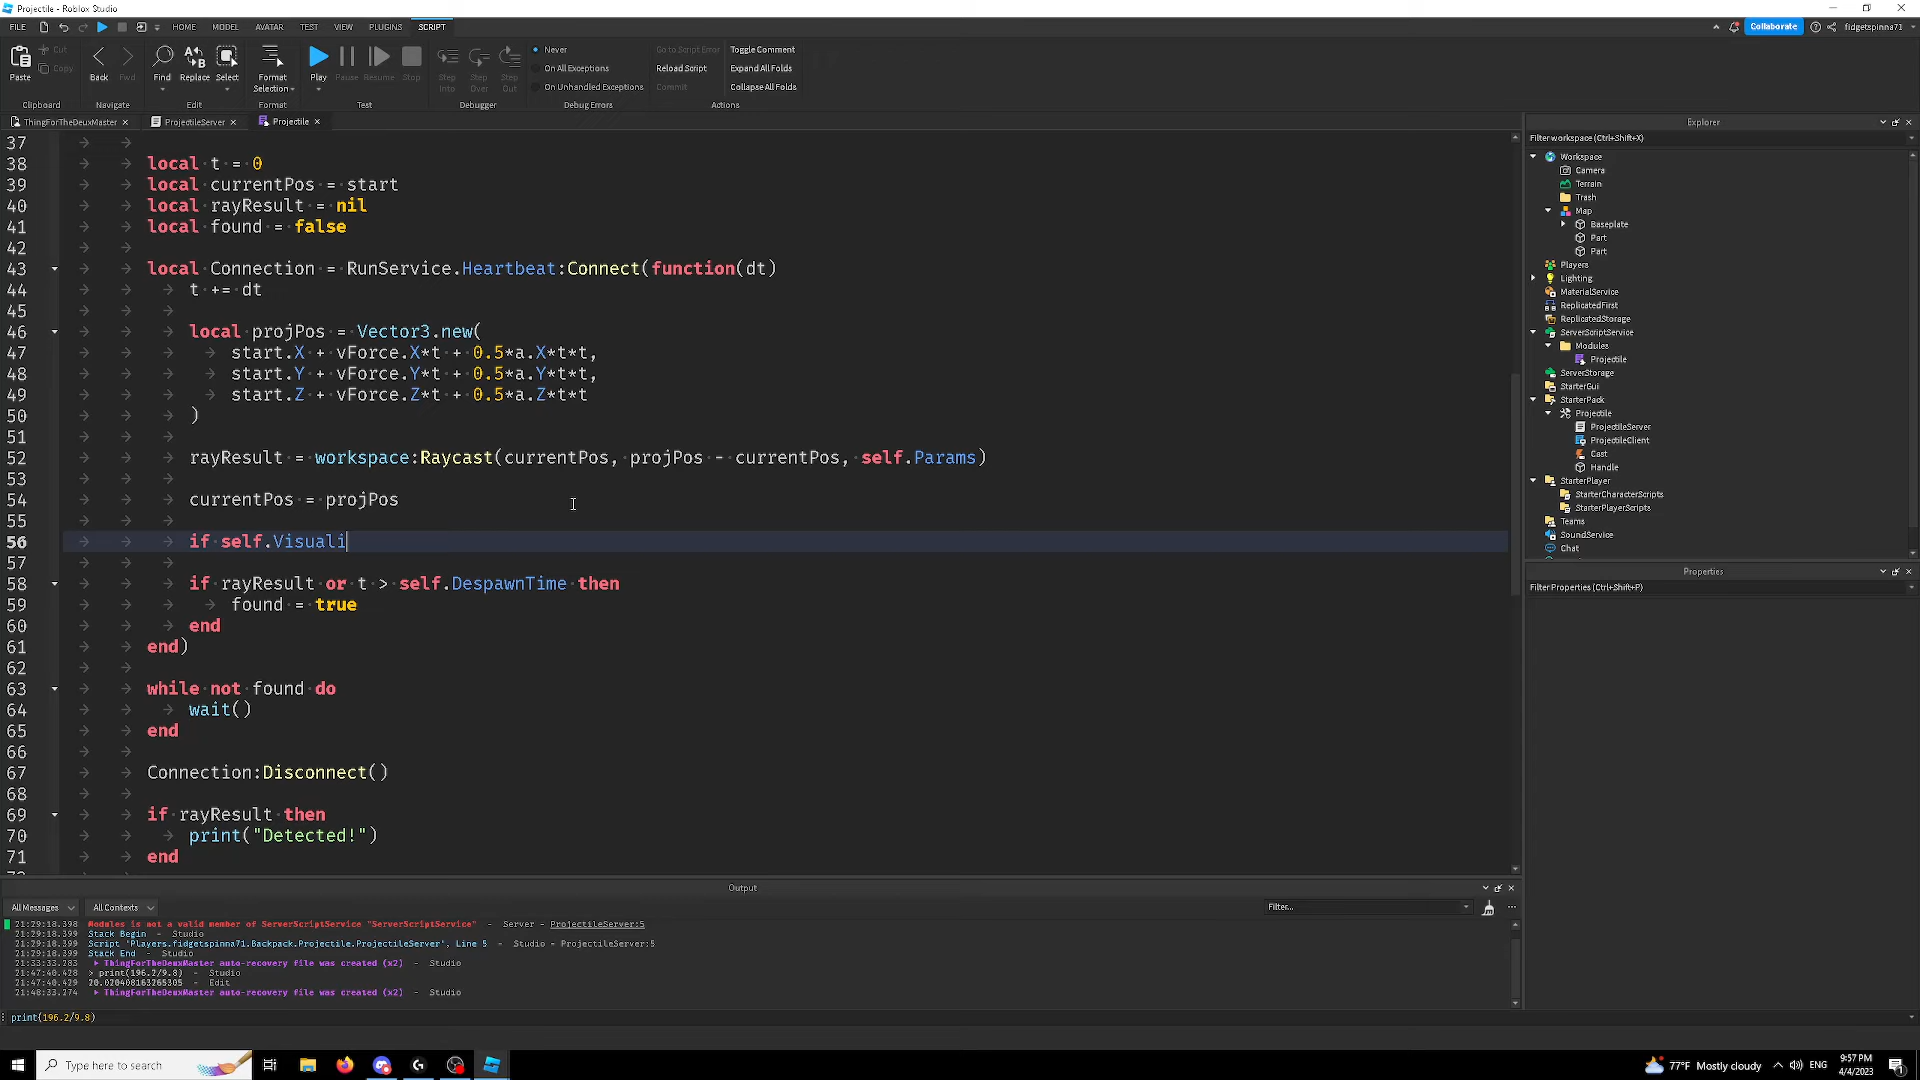 Projectile - Roblox Studio
FILE HOME MODEL AVATAR TEST VIEW PLUGINS SCRIPT
Collaborate fidgetspinna71
Paste Cut Copy Back Fwd Find Replace Select Format Selection Play Pause Resume Stop Step Into Step Over Step Out
Never
On All Exceptions
On Unhandled Exceptions
Go to Script Error
Reload Script
Commit
Toggle Comment
Expand All Folds
Collapse All Folds
Clipboard Navigate Edit Format Test Debugger Debug Errors Actions
ThingForTheDeuxMaster ProjectileServer Projectile
37
38 local t = 0
39 local currentPos = start
40 local rayResult = nil
41 local found = false
42
43 local Connection = RunService.Heartbeat:Connect(function(dt)
44 t += dt
45
46 local projPos = Vector3.new(
47 start.X + vForce.X*t + 0.5*a.X*t*t,
48 start.Y + vForce.Y*t + 0.5*a.Y*t*t,
49 start.Z + vForce.Z*t + 0.5*a.Z*t*t
50 )
51
52 rayResult = workspace:Raycast(currentPos, projPos - currentPos, self.Params)
53
54 currentPos = projPos
55
56 if self.Visuali
57
58 if rayResult or t > self.DespawnTime then
59 found = true
60 end
61 end)
62
63 while not found do
64 wait()
65 end
66
67 Connection:Disconnect()
68
69 if rayResult then
70 print("Detected!")
71 end
Explorer
Filter workspace (Ctrl+Shift+X)
Workspace
Camera
Terrain
Trash
Map
Baseplate
Part
Part
Players
Lighting
MaterialService
ReplicatedFirst
ReplicatedStorage
ServerScriptService
Modules
Projectile
ServerStorage
StarterGui
StarterPack
Projectile
ProjectileServer
ProjectileClient
Cast
Handle
StarterPlayer
StarterCharacterScripts
StarterPlayerScripts
Teams
SoundService
Chat
Properties
Filter Properties (Ctrl+Shift+P)
Output
All Messages All Contexts Filter...
21:29:18.398 Modules is not a valid member of ServerScriptService "ServerScriptService" - Server - ProjectileServer:5
21:29:18.399 Stack Begin - Studio
21:29:18.399 Script 'Players.fidgetspinna71.Backpack.Projectile.ProjectileServer', Line 5 - Studio - ProjectileServer:5
21:29:18.399 Stack End - Studio
21:33:33.283 ThingForTheDeuxMaster auto-recovery file was created (x2) - Studio
21:47:40.428 > print(196.2/9.8) - Studio
21:47:40.429 20.020408163265305 - Edit
21:48:33.274 ThingForTheDeuxMaster auto-recovery file was created (x2) - Studio
print(196.2/9.8)
Type here to search
77°F Mostly cloudy ENG 9:57 PM
4/4/2023